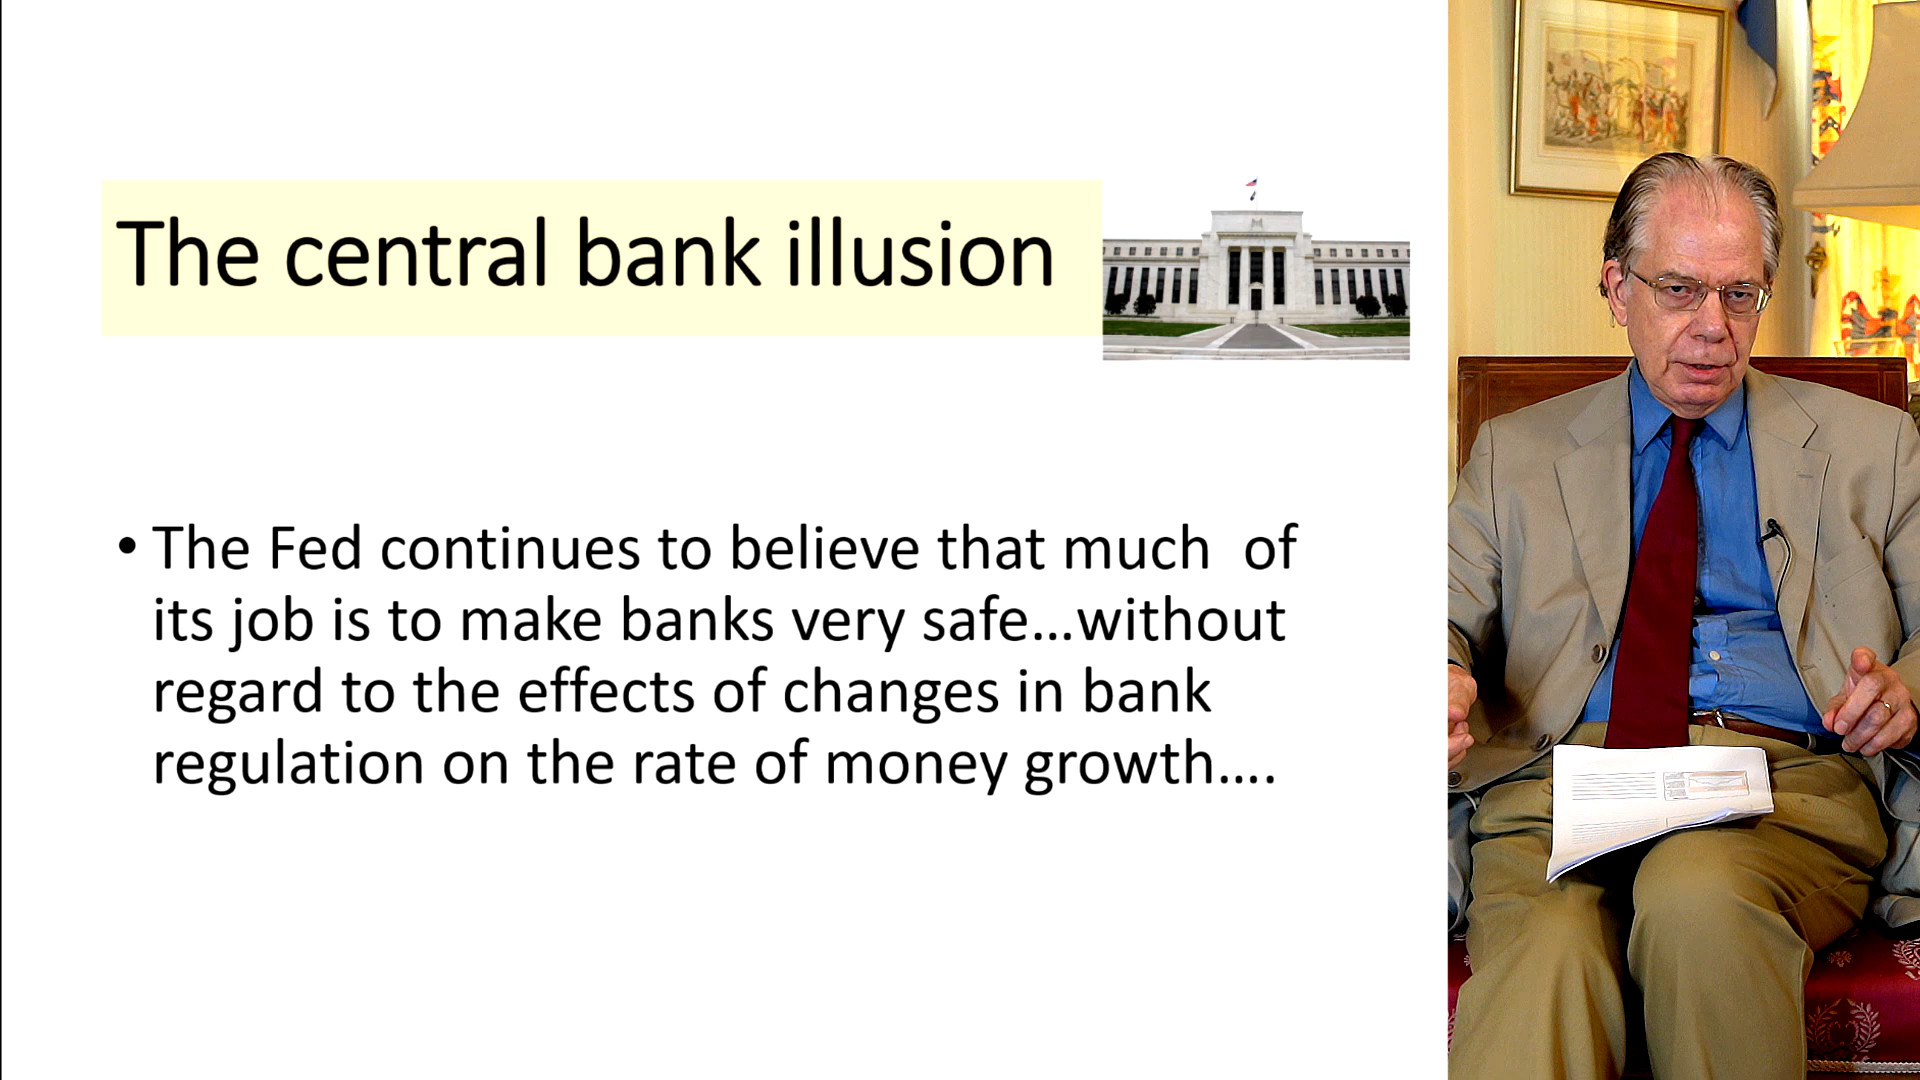 The central bank illusion
• The Fed continues to believe that much  of
its job is to make banks very safe...without
regard to the effects of changes in bank
regulation on the rate of money growth....